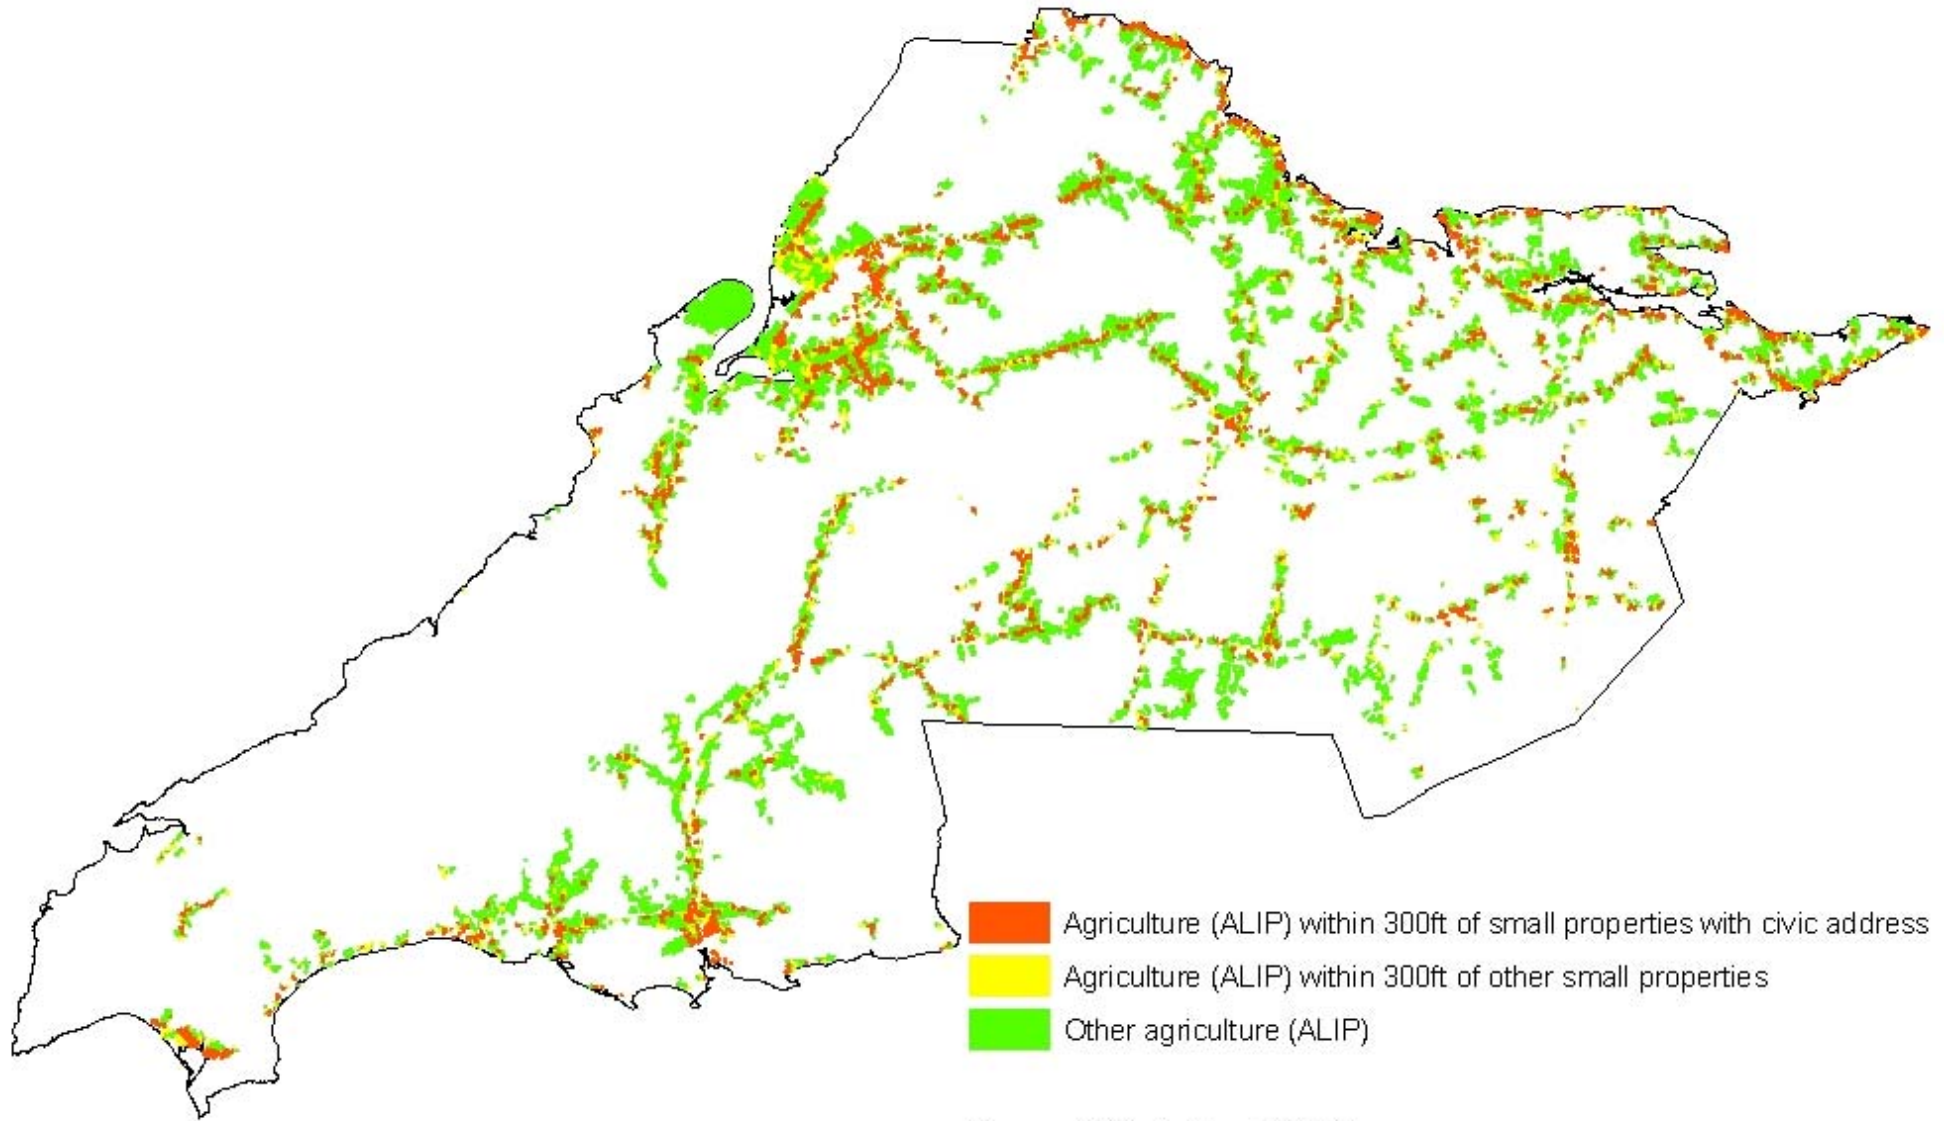 Agriculture (ALIP) within 300ft of small properties with civic address
Agriculture (ALIP) within 300ft of other small properties
Other agriculture (ALIP)